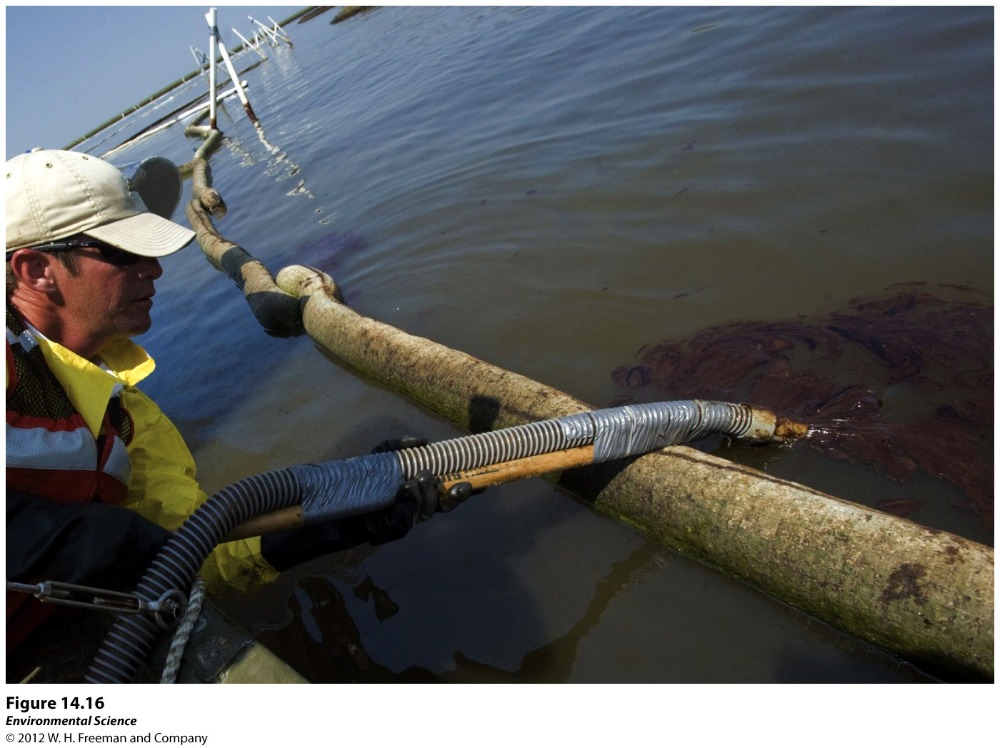 Figure 14.16
Environmental Science
© 2012 W. H. Freeman and Company